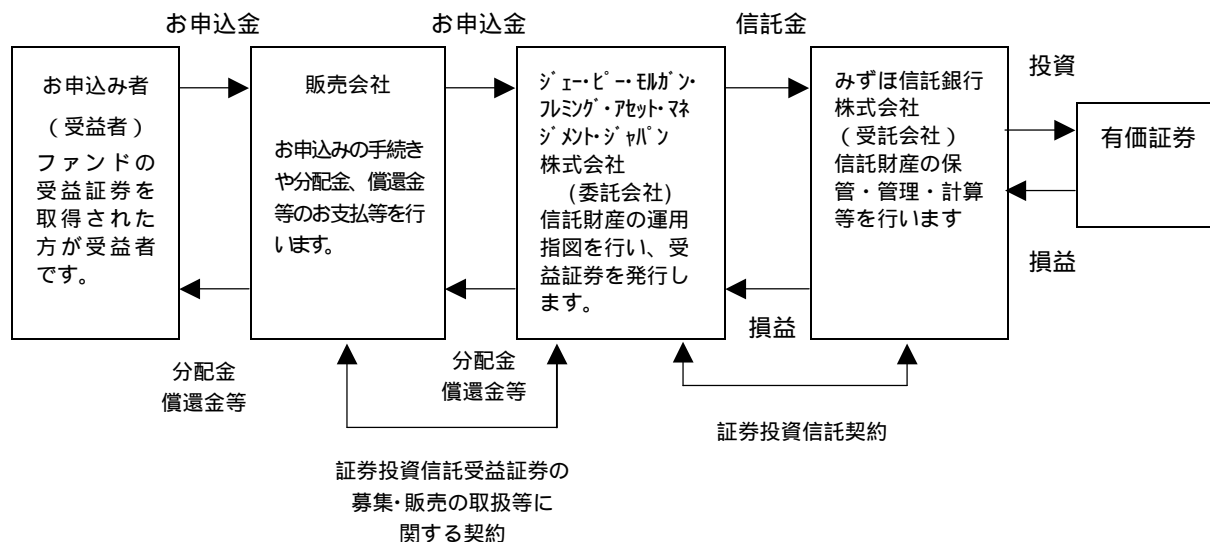 お申込金
お申込金
信託金
お申込み者
(受益者)
ファンドの
受益証券を
取得された
方が受益者
です。
販売会社
お申込みの手続き
や分配金、償還金
等のお支払等を行
います。
ｼﾞｪｰ･ﾋﾟｰ･ﾓﾙｶﾞﾝ･
ﾌﾚﾐﾝｸﾞ･ｱｾｯﾄ･ﾏﾈ
ｼﾞﾒﾝﾄ･ｼﾞｬﾊﾟﾝ
株式会社
(委託会社)
信託財産の運用
指図を行い、受
益証券を発行し
ます。
みずほ信託銀行
株式会社
(受託会社)
信託財産の保
管・管理・計算
等を行います
投資
有価証券
損益
損益
分配金
償還金等
分配金
償還金等
証券投資信託契約
証券投資信託受益証券の
募集･販売の取扱等に
関する契約